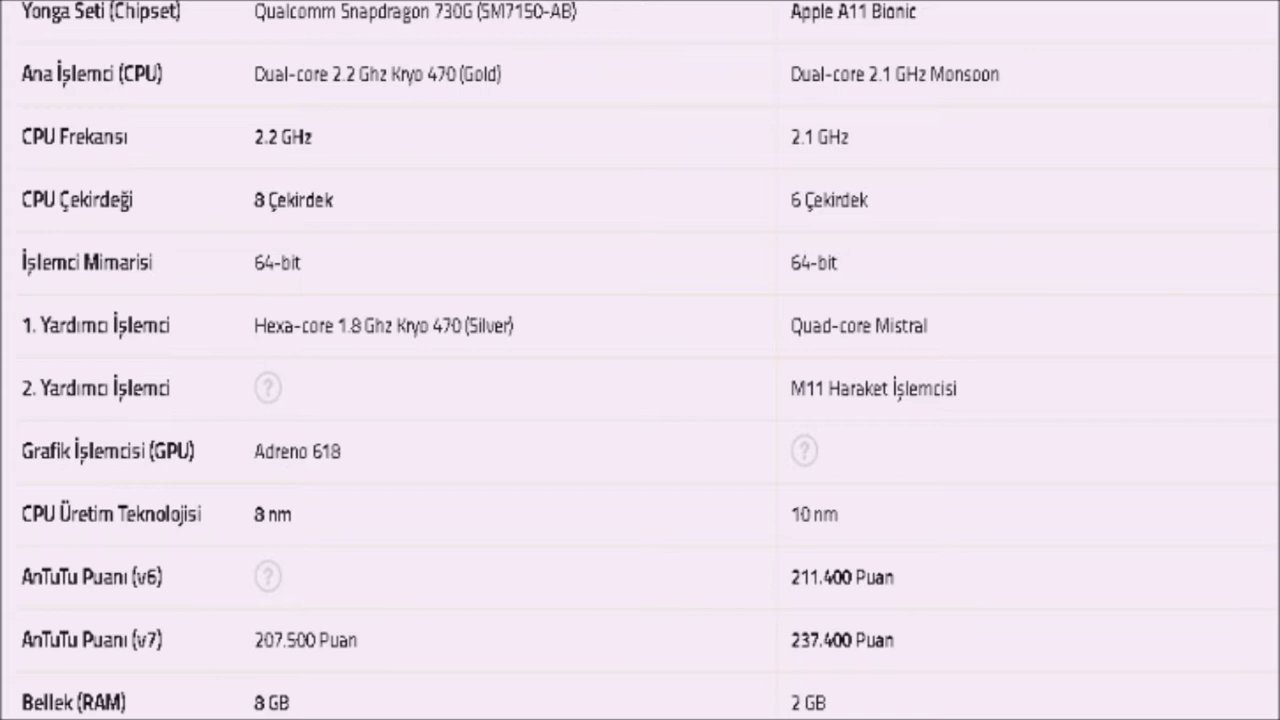 Yonga Seti (Chipset) Qualcomm Snapdragon 730G (SM7150-AB) Apple A11 Bionic
Ana İşlemci (CPU) Dual-core 2.2 Ghz Kryo 470 (Gold) Dual-core 2.1 GHz Monsoon
CPU Frekansı 2.2 GHz 2.1 GHz
CPU Çekirdeği 8 Çekirdek 6 Çekirdek
İşlemci Mimarisi 64-bit 64-bit
1. Yardımcı İşlemci Hexa-core 1.8 Ghz Kryo 470 (Silver) Quad-core Mistral
2. Yardımcı İşlemci ? M11 Haraket İşlemcisi
Grafik İşlemcisi (GPU) Adreno 618 ?
CPU Üretim Teknolojisi 8 nm 10 nm
AnTuTu Puanı (v6) ? 211.400 Puan
AnTuTu Puanı (v7) 207.500 Puan 237.400 Puan
Bellek (RAM) 8 GB 2 GB